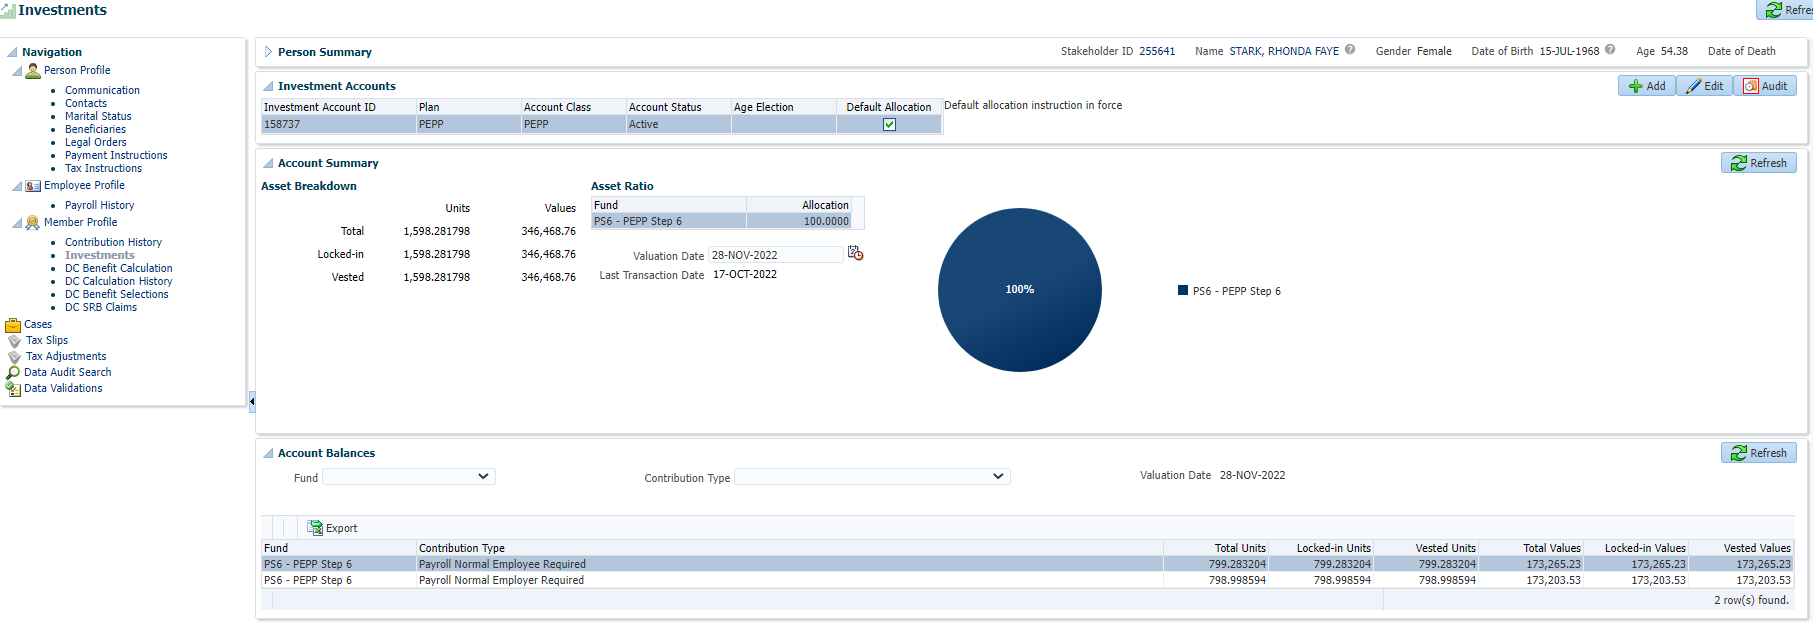 Investments
Refres
Navigation
Person Profile
Communication
Contacts
Marital Status
Beneficiaries
Legal Orders
Payment Instructions
Tax Instructions
Employee Profile
Payroll History
Member Profile
Contribution History
Investments
DC Benefit Calculation
DC Calculation History
DC Benefit Selections
DC SRB Claims
Cases
Tax Slips
Tax Adjustments
Data Audit Search
Data Validations
Person Summary Stakeholder ID 255641 Name STARK, RHONDA FAYE Gender Female Date of Birth 15-JUL-1968 Age 54.38 Date of Death
Investment Accounts Add Edit Audit
Investment Account ID Plan Account Class Account Status Age Election Default Allocation Default allocation instruction in force
158737 PEPP PEPP Active
Account Summary Refresh
Asset Breakdown
Units Values
Total 1,598.281798 346,468.76
Locked-in 1,598.281798 346,468.76
Vested 1,598.281798 346,468.76
Asset Ratio
Fund Allocation
PS6 - PEPP Step 6 100.0000
Valuation Date 28-NOV-2022
Last Transaction Date 17-OCT-2022
100%
PS6 - PEPP Step 6
Account Balances Refresh
Fund Contribution Type Valuation Date 28-NOV-2022
Export
Fund Contribution Type Total Units Locked-in Units Vested Units Total Values Locked-in Values Vested Values
PS6 - PEPP Step 6 Payroll Normal Employee Required 799.283204 799.283204 799.283204 173,265.23 173,265.23 173,265.23
PS6 - PEPP Step 6 Payroll Normal Employer Required 798.998594 798.998594 798.998594 173,203.53 173,203.53 173,203.53
2 row(s) found.